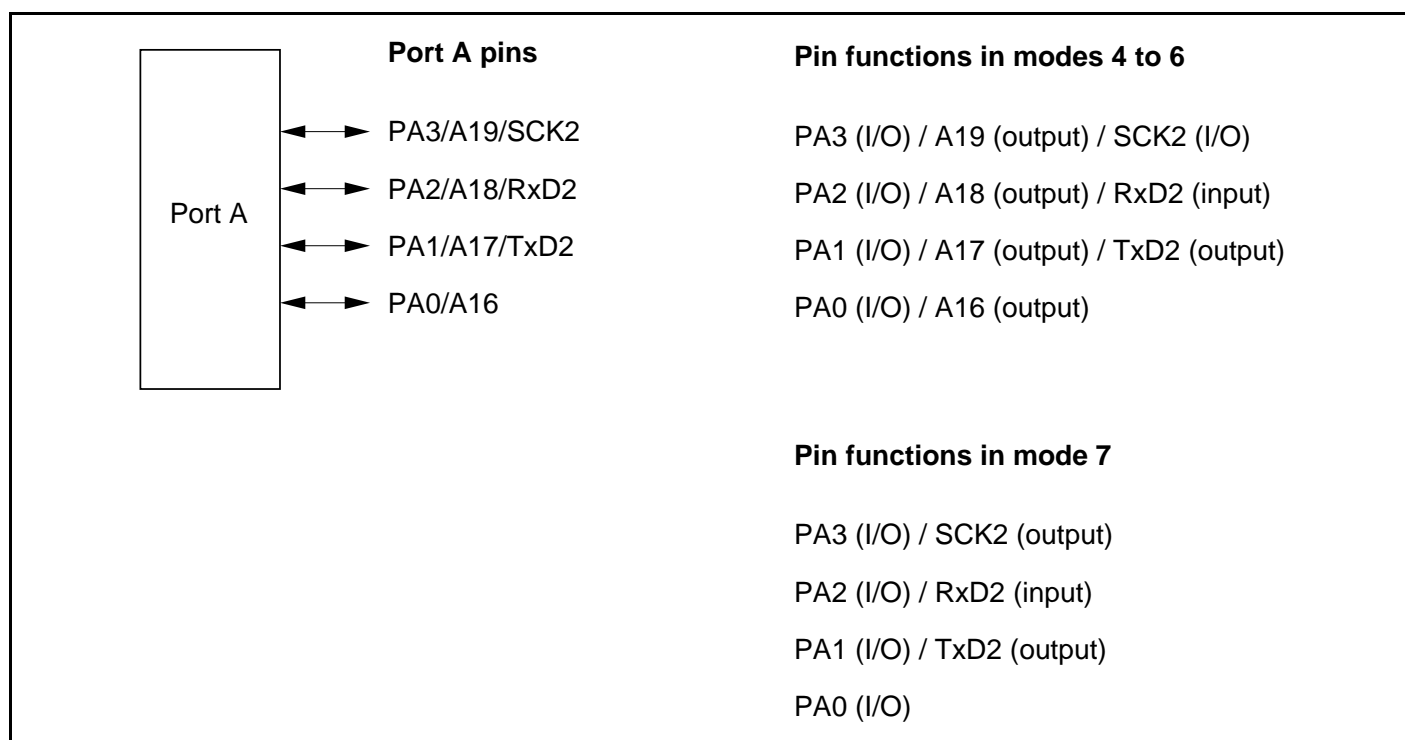 Port A
Port A pins
PA3/A19/SCK2
PA2/A18/RxD2
PA1/A17/TxD2
PA0/A16
Pin functions in modes 4 to 6
PA3 (I/O) / A19 (output) / SCK2 (I/O)
PA2 (I/O) / A18 (output) / RxD2 (input)
PA1 (I/O) / A17 (output) / TxD2 (output)
PA0 (I/O) / A16 (output)
Pin functions in mode 7
PA3 (I/O) / SCK2 (output)
PA2 (I/O) / RxD2 (input)
PA1 (I/O) / TxD2 (output)
PA0 (I/O)